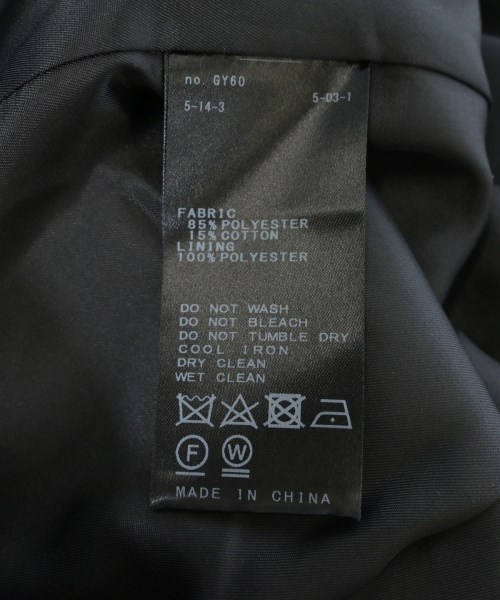 no. GY60
5-14-3 5-03-1
FABRIC
85% POLYESTER
15% COTTON
LINING
100% POLYESTER
DO NOT WASH
DO NOT BLEACH
DO NOT TUMBLE DRY
COOL IRON
DRY CLEAN
WET CLEAN
F W
MADE IN CHINA